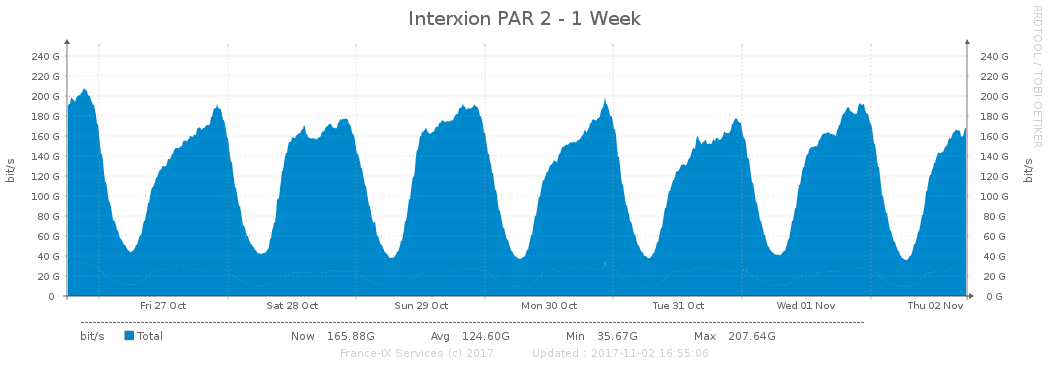 Interxion PAR 2 - 1 Week
RRDTOOL / TOBI OETIKER
bit/s
240 G
220 G
200 G
180 G
160 G
140 G
120 G
100 G
80 G
60 G
40 G
20 G
0
240 G
220 G
200 G
180 G
160 G
140 G
120 G
100 G
80 G
60 G
40 G
20 G
0 G
bit/s
Fri 27 Oct Sat 28 Oct Sun 29 Oct Mon 30 Oct Tue 31 Oct Wed 01 Nov Thu 02 Nov
bit/s Total Now 165.88G Avg 124.60G Min 35.67G Max 207.64G
France-IX Services (c) 2017 Updated : 2017-11-02 16:55:06